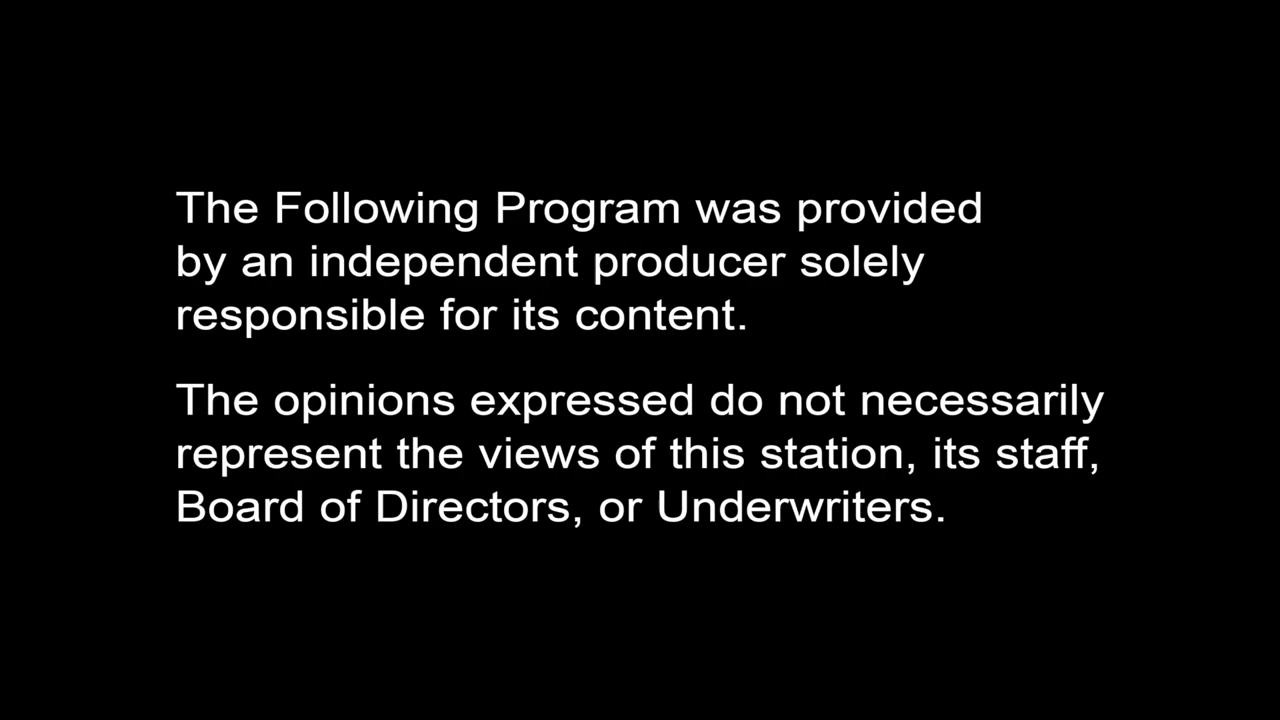 The Following Program was provided
by an independent producer solely
responsible for its content.
The opinions expressed do not necessarily
represent the views of this station, its staff,
Board of Directors, or Underwriters.